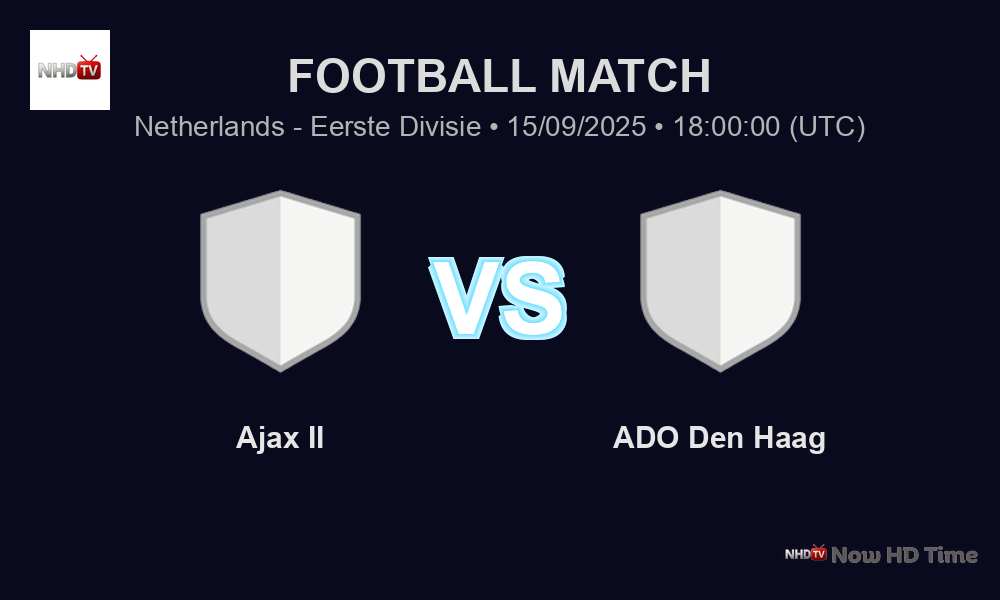 NHD TV
FOOTBALL MATCH
Netherlands - Eerste Divisie • 15/09/2025 • 18:00:00 (UTC)
VS
Ajax II
ADO Den Haag
NHD TV Now HD Time